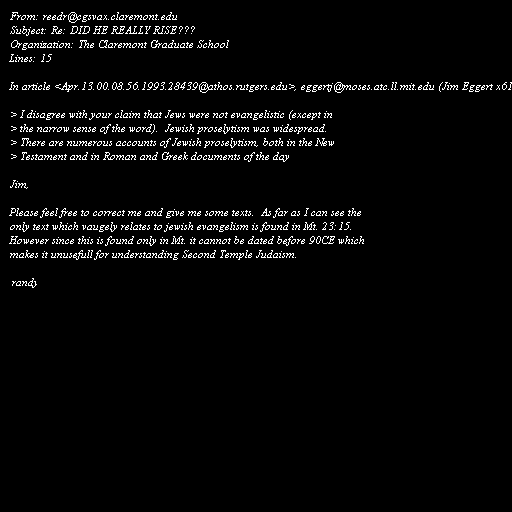 From: reedr@cgsvax.claremont.edu
Subject: Re: DID HE REALLY RISE???
Organization: The Claremont Graduate School
Lines: 15
In article <Apr.13.00.08.56.1993.28439@athos.rutgers.edu>, eggertj@moses.atc.ll.mit.edu (Jim Eggert x61
> I disagree with your claim that Jews were not evangelistic (except in
> the narrow sense of the word).  Jewish proselytism was widespread.
> There are numerous accounts of Jewish proselytism, both in the New
> Testament and in Roman and Greek documents of the day
Jim,
Please feel free to correct me and give me some texts.  As far as I can see the
only text which vaugely relates to jewish evangelism is found in Mt. 23:15.
However since this is found only in Mt. it cannot be dated before 90CE which
makes it unusefull for understanding Second Temple Judaism.
randy